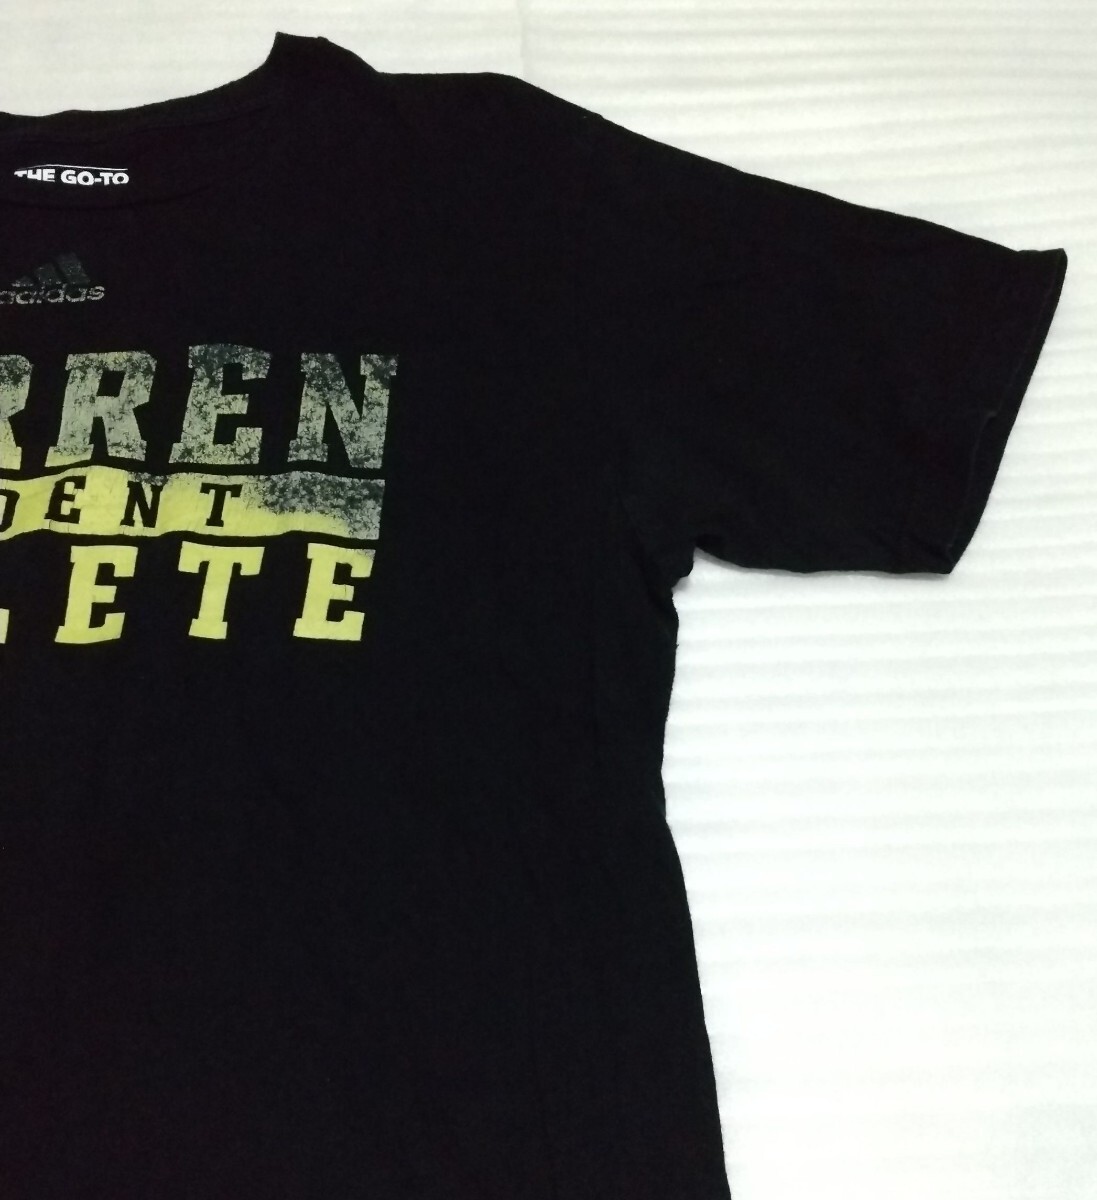 THE GO-TO
adidas
RREN
DENT
LETE